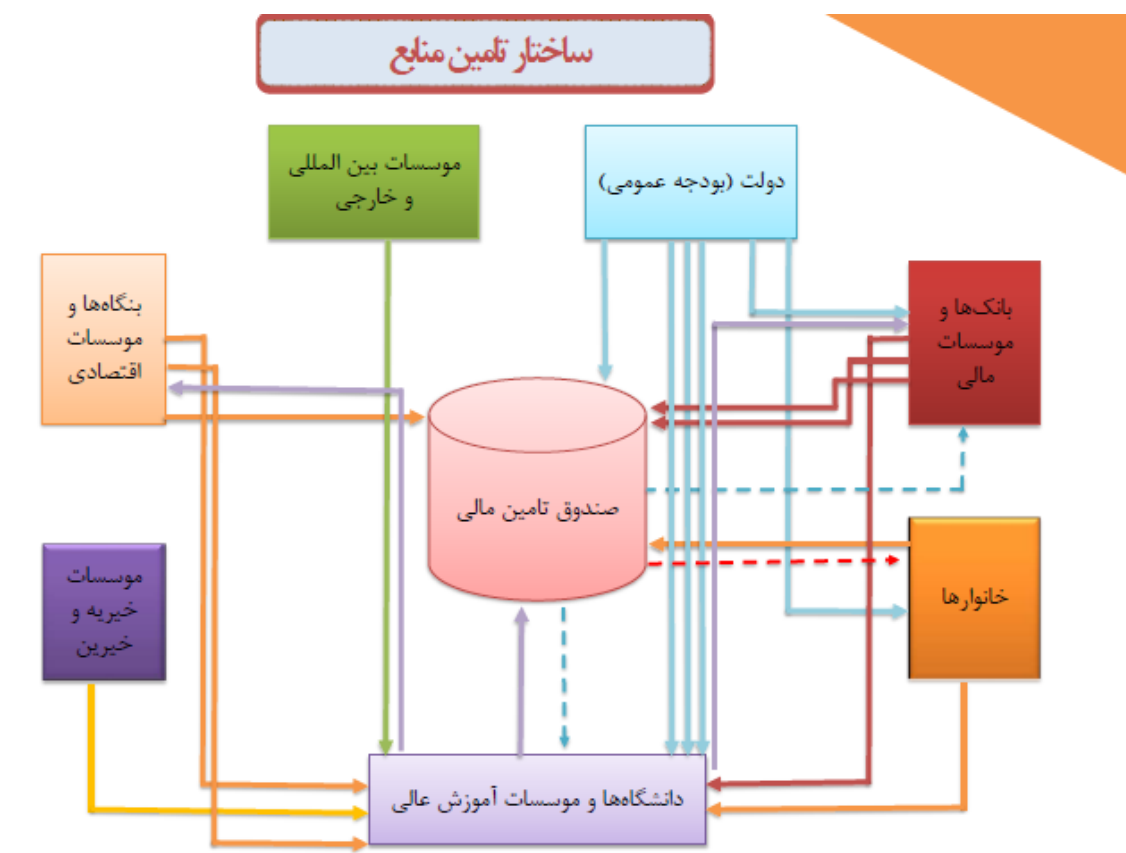 ساختار تامین منابع
موسسات بین المللی
و خارجی
دولت (بودجه عمومی)
بنگاه‌ها و
موسسات
اقتصادی
بانک‌ها و
موسسات
مالی
صندوق تامین مالی
موسسات
خیریه و
خیرین
خانوارها
دانشگاه‌ها و موسسات آموزش عالی